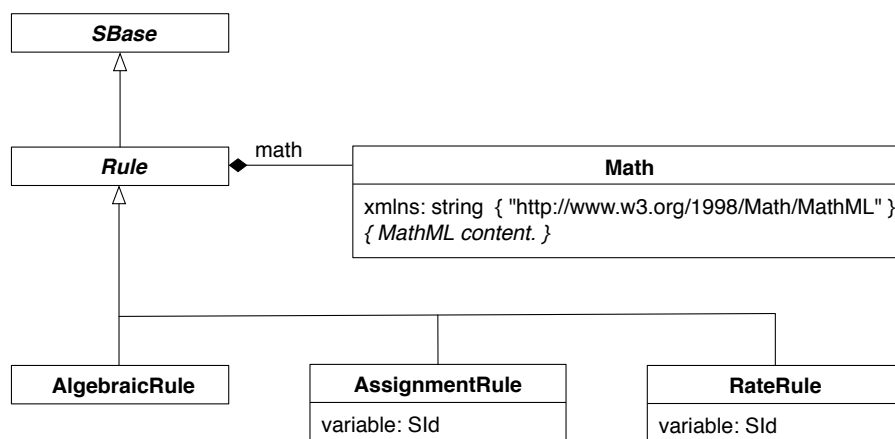 SBase
Rule
math
Math
xmlns: string { "http://www.w3.org/1998/Math/MathML" }
{ MathML content. }
AlgebraicRule
AssignmentRule
RateRule
variable: SId
variable: SId